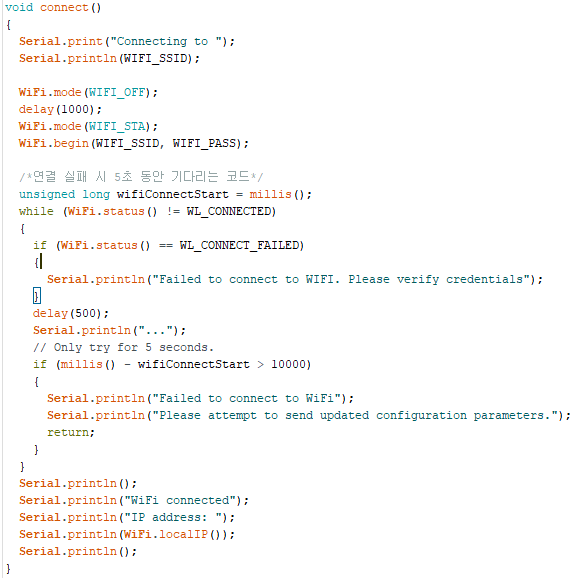 void connect()
{
  Serial.print("Connecting to ");
  Serial.println(WIFI_SSID);

  WiFi.mode(WIFI_OFF);
  delay(1000);
  WiFi.mode(WIFI_STA);
  WiFi.begin(WIFI_SSID, WIFI_PASS);

  /*연결 실패 시 5초 동안 기다리는 코드*/
  unsigned long wifiConnectStart = millis();
  while (WiFi.status() != WL_CONNECTED)
  {
    if (WiFi.status() == WL_CONNECT_FAILED)
    {
      Serial.println("Failed to connect to WIFI. Please verify credentials");
    }
    delay(500);
    Serial.println("...");
    // Only try for 5 seconds.
    if (millis() - wifiConnectStart > 10000)
    {
      Serial.println("Failed to connect to WiFi");
      Serial.println("Please attempt to send updated configuration parameters.");
      return;
    }
  }
  Serial.println();
  Serial.println("WiFi connected");
  Serial.println("IP address: ");
  Serial.println(WiFi.localIP());
  Serial.println();
}